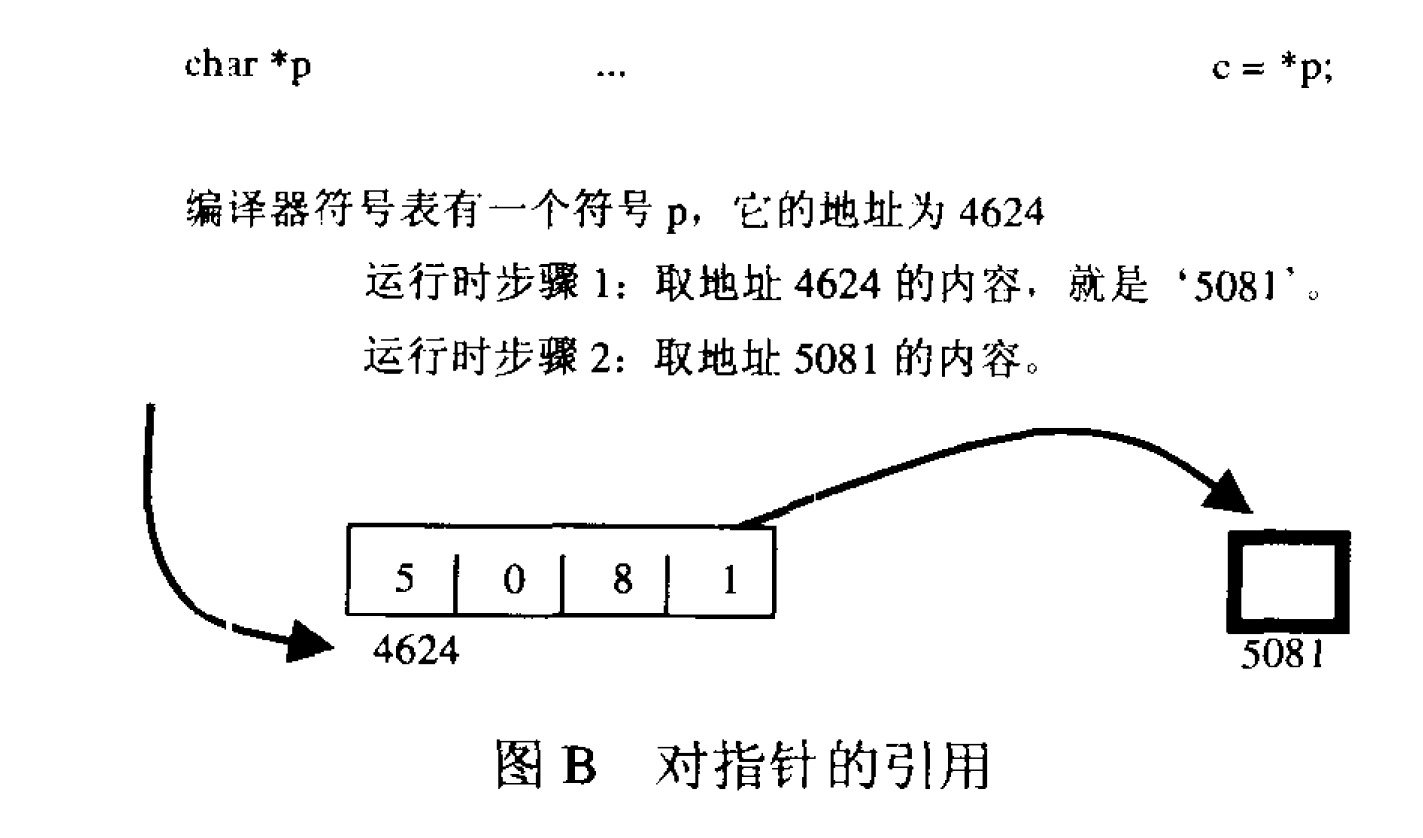 char *p ... c = *p;
编译器符号表有一个符号 p，它的地址为 4624
运行时步骤 1：取地址 4624 的内容，就是‘5081’。
运行时步骤 2：取地址 5081 的内容。
5 0 8 1
4624 5081
图 B 对指针的引用